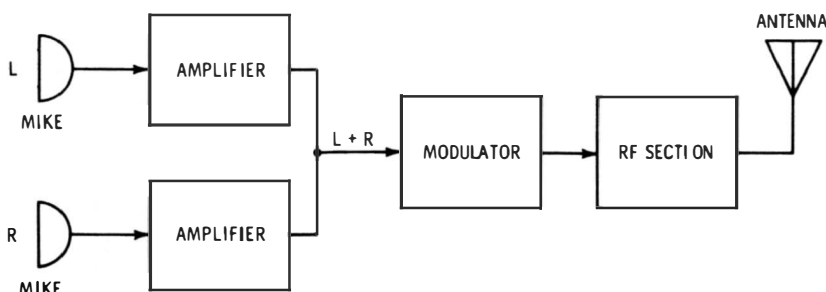 ANTENNA
L
MIKE
AMPLIFIER
L + R
MODULATOR
RF SECTION
R
MIKE
AMPLIFIER